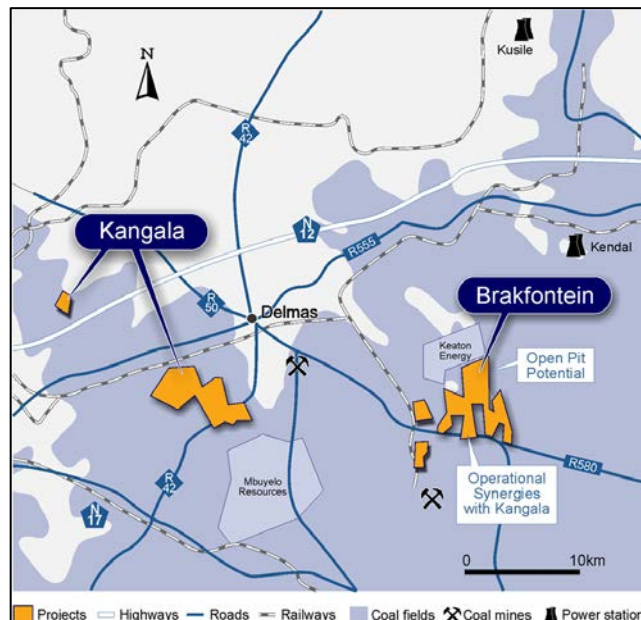 Kusile
N
R
42
Kangala
N
12
R555
Kendal
R
50
Delmas
Brakfontein
Keaton
Energy
Open Pit
Potential
R580
Mbuyelo
Resources
Operational
Synergies
with Kangala
R
42
N
17
0 10km
Projects Highways Roads Railways Coal fields Coal mines Power station